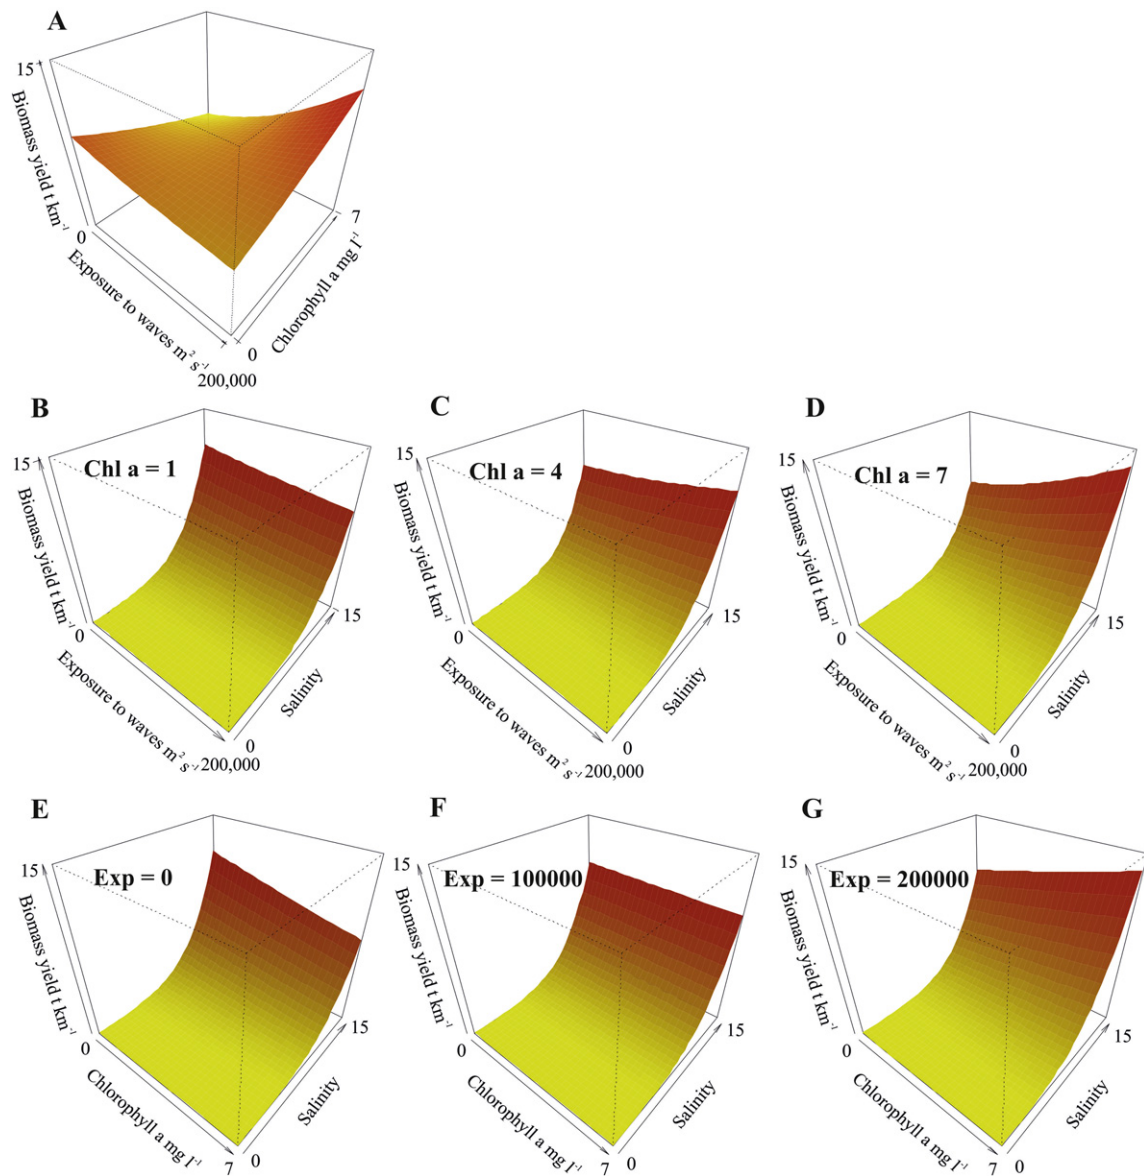 A
15
Biomass yield t km⁻¹
0
Exposure to waves m² s⁻¹
200,000
0
Chlorophyll a mg l⁻¹
7
B
Chl a = 1
15
Biomass yield t km⁻¹
0
Exposure to waves m² s⁻¹
200,000
0
Salinity
15
C
Chl a = 4
15
Biomass yield t km⁻¹
0
Exposure to waves m² s⁻¹
200,000
0
Salinity
15
D
Chl a = 7
15
Biomass yield t km⁻¹
0
Exposure to waves m² s⁻¹
200,000
0
Salinity
15
E
Exp = 0
15
Biomass yield t km⁻¹
0
Chlorophyll a mg l⁻¹
7
0
Salinity
15
F
Exp = 100000
15
Biomass yield t km⁻¹
0
Chlorophyll a mg l⁻¹
7
0
Salinity
15
G
Exp = 200000
15
Biomass yield t km⁻¹
0
Chlorophyll a mg l⁻¹
7
0
Salinity
15